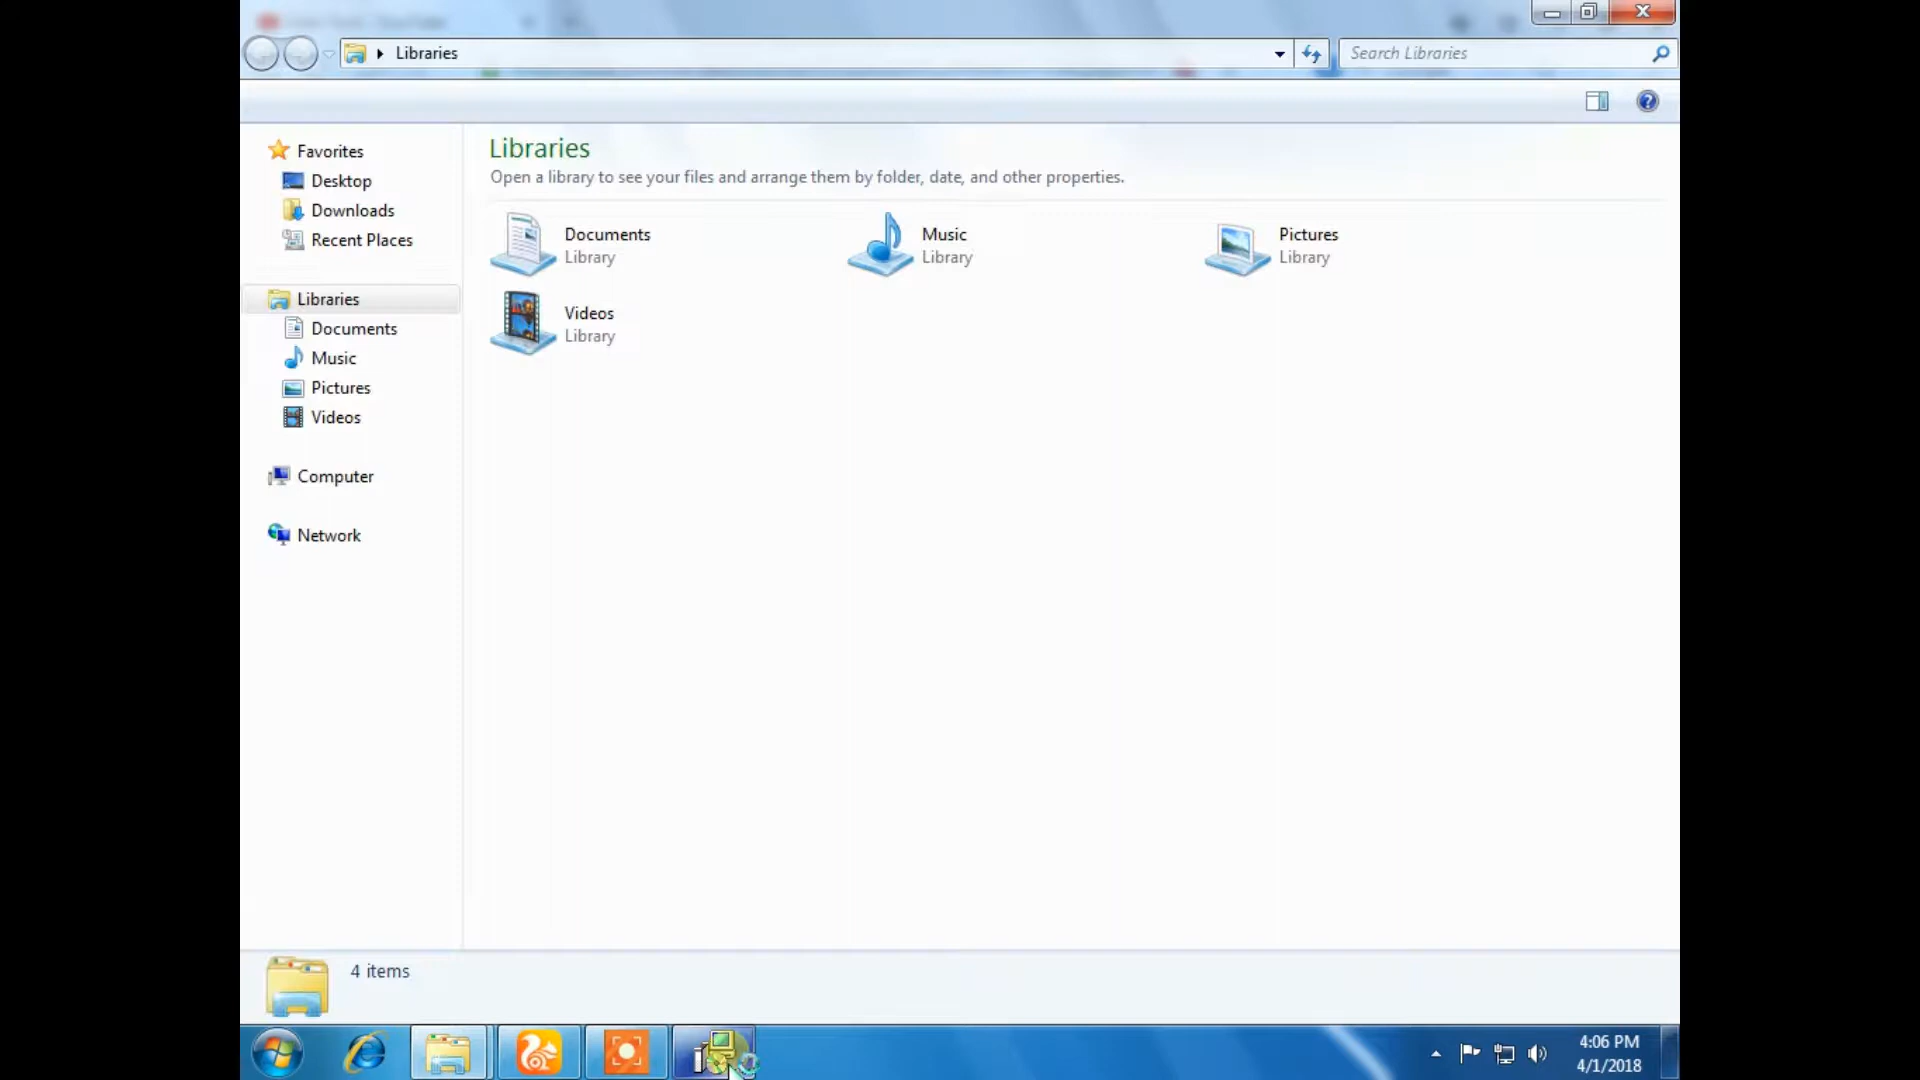 Libraries
Search Libraries
Favorites
Desktop
Downloads
Recent Places
Libraries
Documents
Music
Pictures
Videos
Computer
Network
Libraries
Open a library to see your files and arrange them by folder, date, and other properties.
Documents
Library
Music
Library
Pictures
Library
Videos
Library
4 items
4:06 PM
4/1/2018